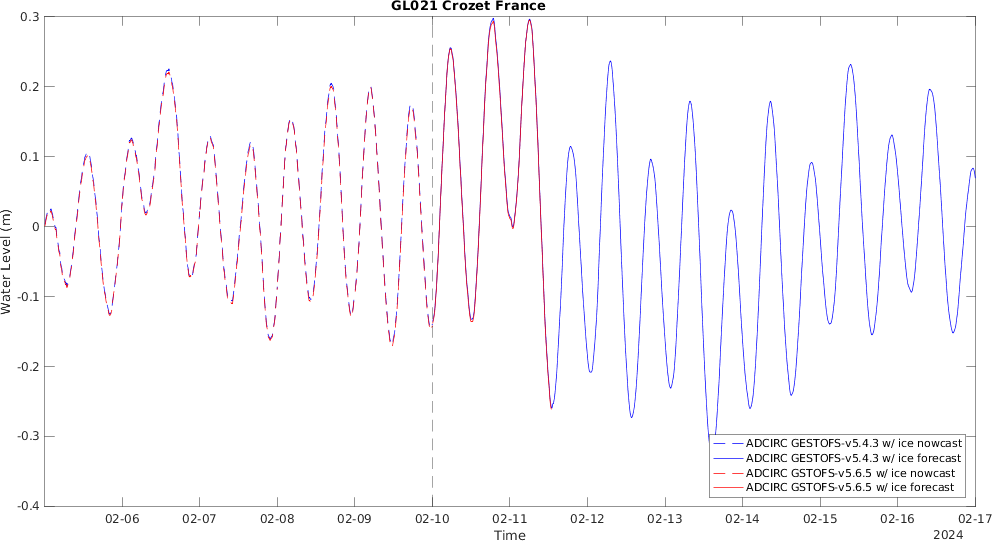 GL021 Crozet France
0.3
0.2
0.1
0
-0.1
-0.2
-0.3
-0.4
Water Level (m)
ADCIRC GESTOFS-v5.4.3 w/ ice nowcast
ADCIRC GESTOFS-v5.4.3 w/ ice forecast
ADCIRC GSTOFS-v5.6.5 w/ ice nowcast
ADCIRC GSTOFS-v5.6.5 w/ ice forecast
02-06 02-07 02-08 02-09 02-10 02-11 02-12 02-13 02-14 02-15 02-16 02-17
Time
2024